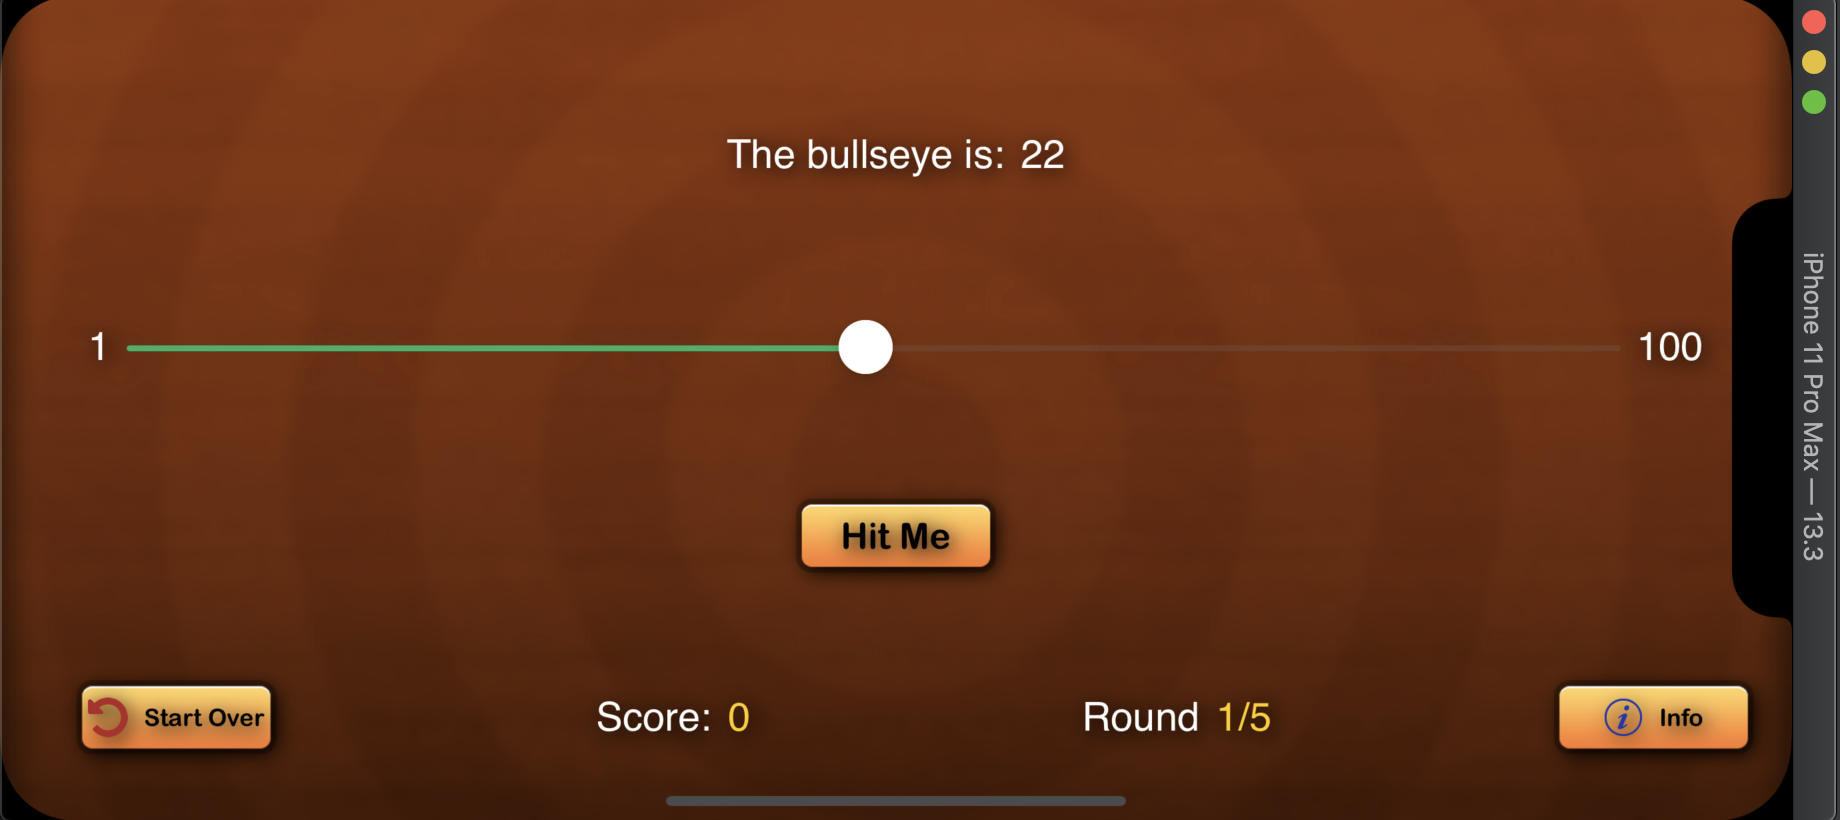 The bullseye is: 22
1
100
Hit Me
Start Over
Score: 0
Round 1/5
Info
iPhone 11 Pro Max — 13.3